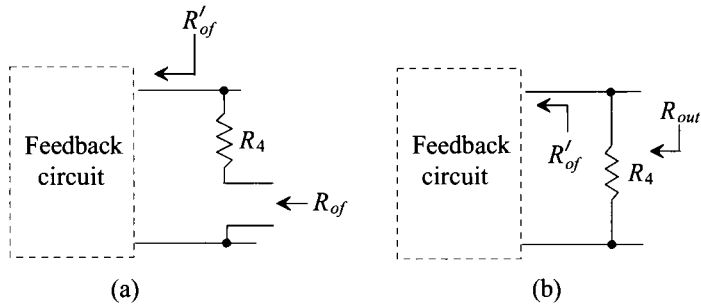 R′of
Feedback
circuit
R4
Rof
(a)
Feedback
circuit
R′of
R4
Rout
(b)